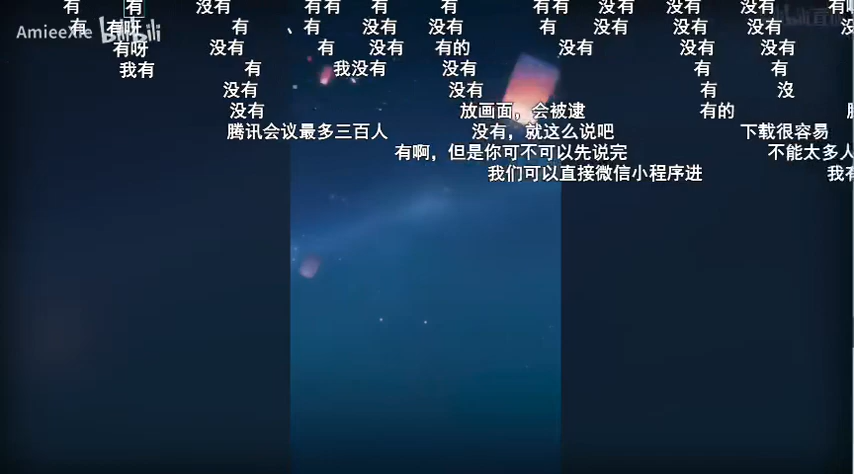 有 有 沒有 有有 有 有 有有 没有 没有 没有
AmieeXie bilibili 有 有呀 有 、有 没有 没有 有 没有 没有 没有
有呀 没有 有 没有 有的 没有 没有 没有
我有 有 我没有 没有 有 有
没有 没有 有 沒
没有 放画面，会被逮 有的
腾讯会议最多三百人 没有，就这么说吧 下载很容易
有啊，但是你可不可以先说完 不能太多人
我们可以直接微信小程序进 我有